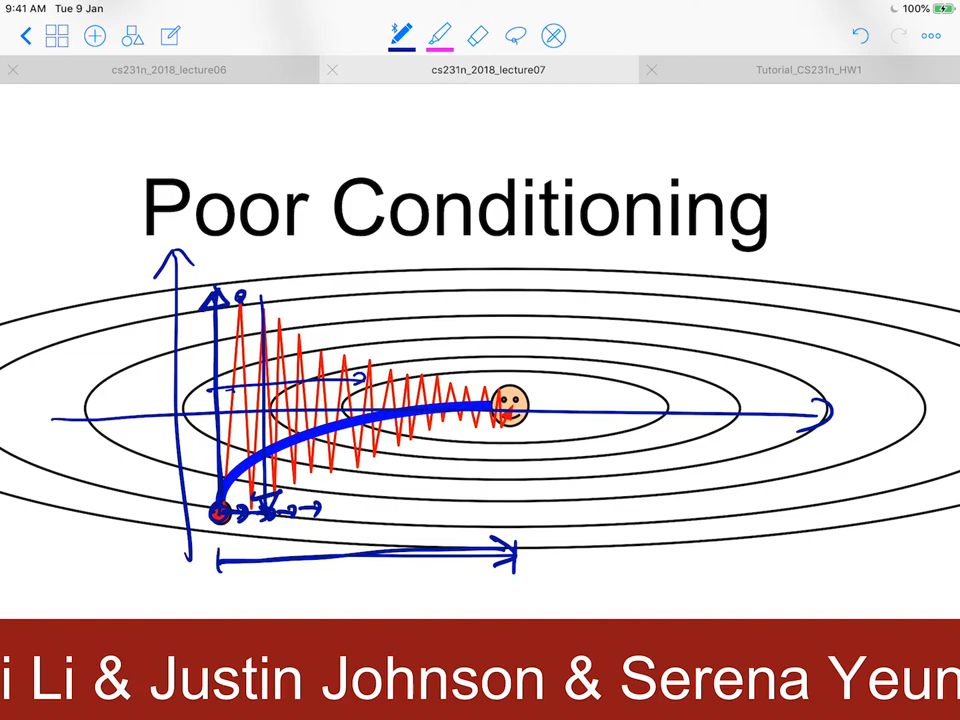 9:41 AM Tue 9 Jan 100%
cs231n_2018_lecture06 cs231n_2018_lecture07 Tutorial_CS231n_HW1
Poor Conditioning
i Li & Justin Johnson & Serena Yeun